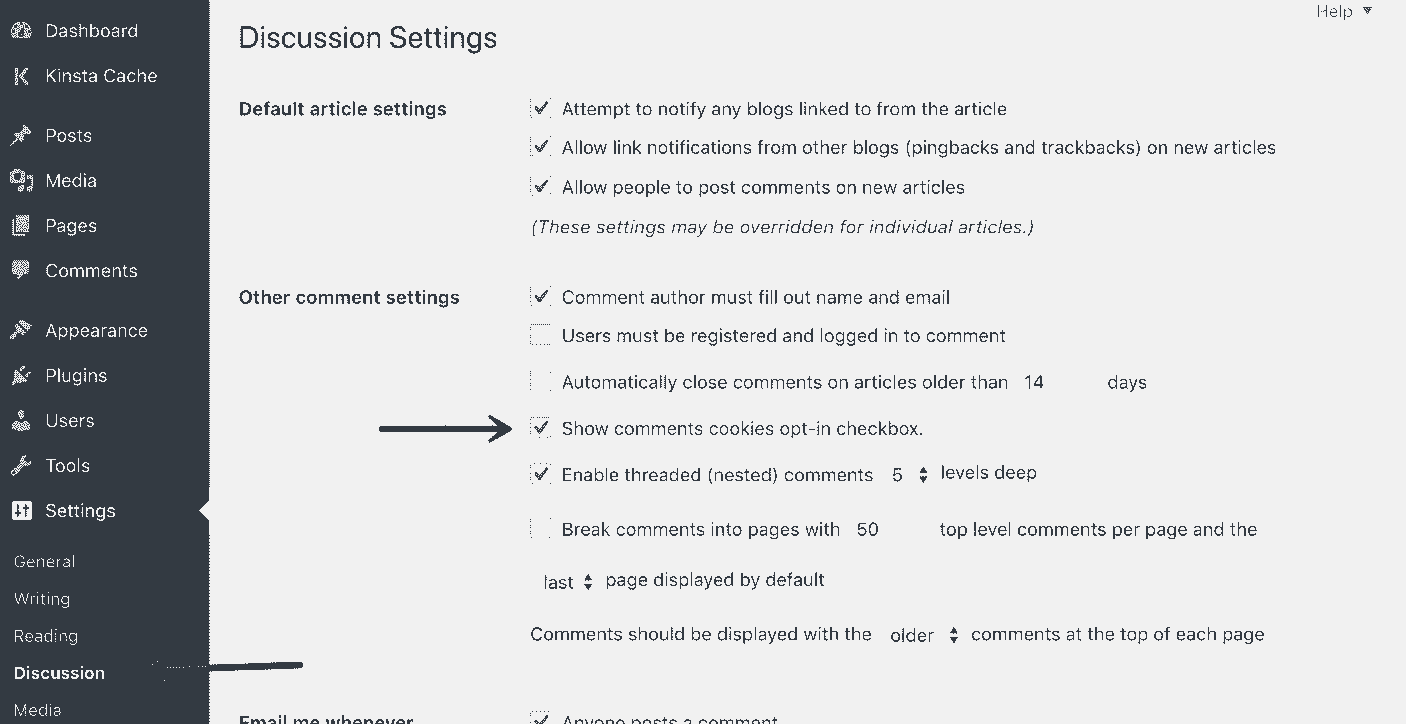 Help
Dashboard
Kinsta Cache
Posts
Media
Pages
Comments
Appearance
Plugins
Users
Tools
Settings
General
Writing
Reading
Discussion
Media
Discussion Settings
Default article settings
Attempt to notify any blogs linked to from the article
Allow link notifications from other blogs (pingbacks and trackbacks) on new articles
Allow people to post comments on new articles
(These settings may be overridden for individual articles.)
Other comment settings
Comment author must fill out name and email
Users must be registered and logged in to comment
Automatically close comments on articles older than 14 days
Show comments cookies opt-in checkbox.
Enable threaded (nested) comments 5 levels deep
Break comments into pages with 50 top level comments per page and the
last page displayed by default
Comments should be displayed with the older comments at the top of each page
Email me whenever
Anyone posts a comment